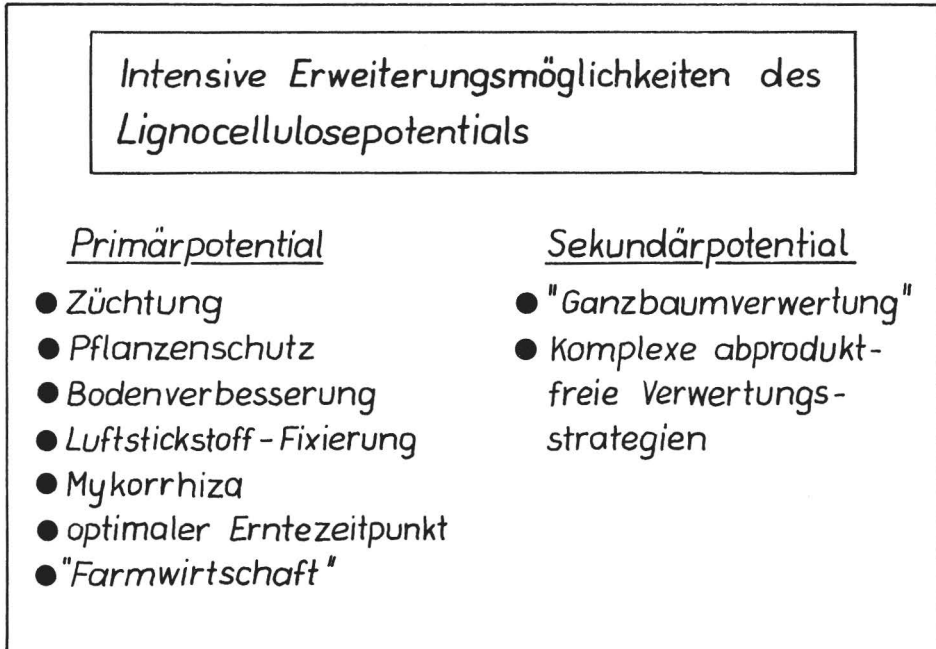 Intensive Erweiterungsmöglichkeiten des
Lignocellulosepotentials
Primärpotential
● Züchtung
● Pflanzenschutz
● Bodenverbesserung
● Luftstickstoff-Fixierung
● Mykorrhiza
● optimaler Erntezeitpunkt
● "Farmwirtschaft"
Sekundärpotential
● "Ganzbaumverwertung"
● Komplexe abprodukt-
freie Verwertungs-
strategien